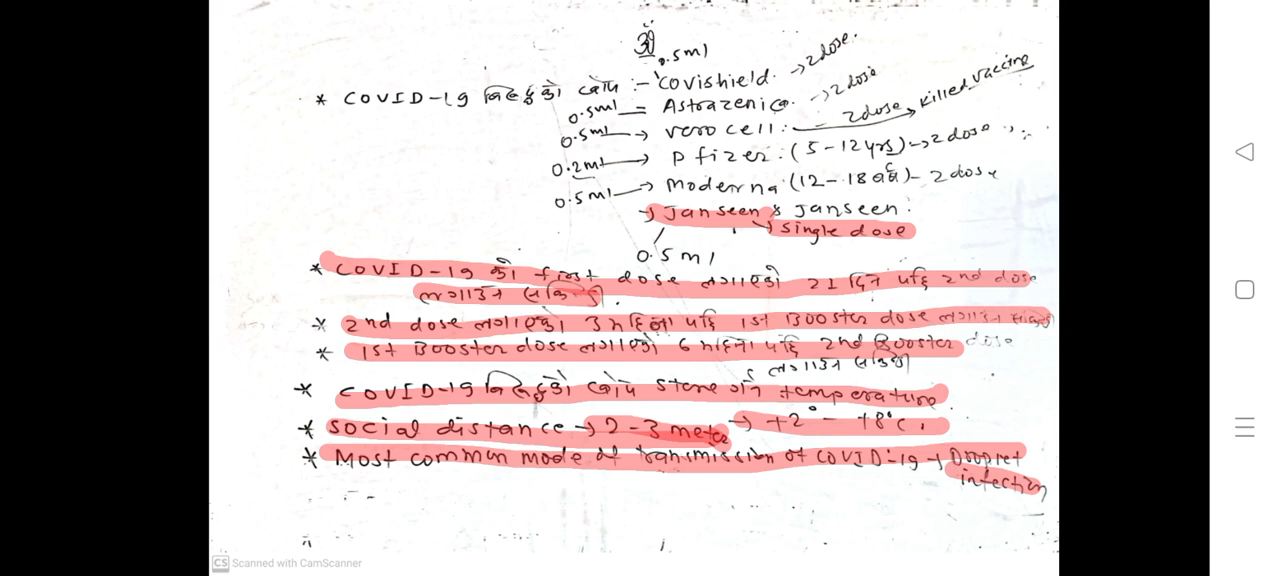 ॐ
0.5ml
* COVID-19 विरुद्धको खोप :- Covishield. → 2 dose.
0.5ml = Astrazenica. → 2 dose
0.5ml → vero cell : 2 dose → Killed vaccine
0.2ml → Pfizer : (5-12 yrs) → 2 dose
0.5ml → Moderna (12-18 वर्ष) - 2 dose
→ Janseen & Janseen :
→ single dose
0.5ml
* COVID-19 को first dose लगाएको 21 दिन पछि 2nd dose
लगाउन सकिन्छ.
* 2nd dose लगाएको 3 महिना पछि 1st Booster dose लगाउन
* 1st Booster dose लगाएको 6 महिना पछि 2nd Booster dose
लगाउन सकिन्छ
* COVID-19 विरुद्धको खोप store गर्ने temperature
→ +2° - +8°c.
* social distance → 2-3 meter
* Most common mode of transmission of COVID-19 → Droplet
infection
CS Scanned with CamScanner